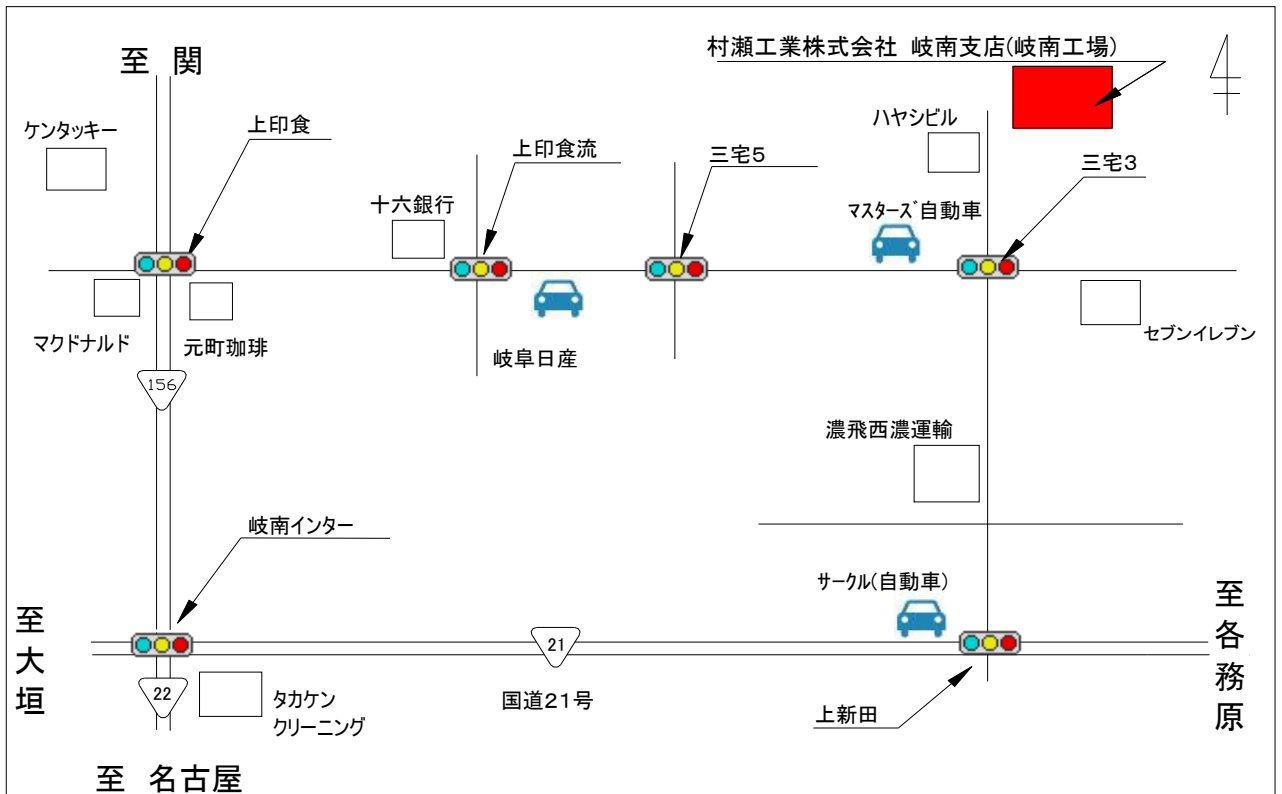 村瀬工業株式会社 岐南支店(岐南工場)
至 関
ケンタッキー
上印食
上印食流
三宅5
ハヤシビル
三宅3
十六銀行
マスターズ自動車
マクドナルド
元町珈琲
岐阜日産
セブンイレブン
156
濃飛西濃運輸
岐南インター
サークル(自動車)
至大垣
至各務原
21
22
タカケン
クリーニング
国道21号
上新田
至 名古屋